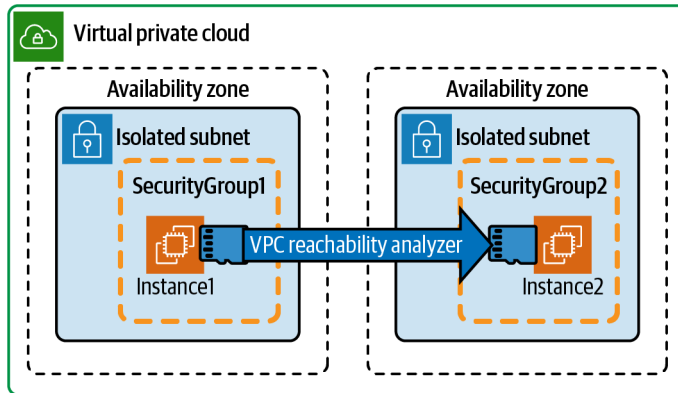 Virtual private cloud
Availability zone
Isolated subnet
SecurityGroup1
Instance1
VPC reachability analyzer
Availability zone
Isolated subnet
SecurityGroup2
Instance2